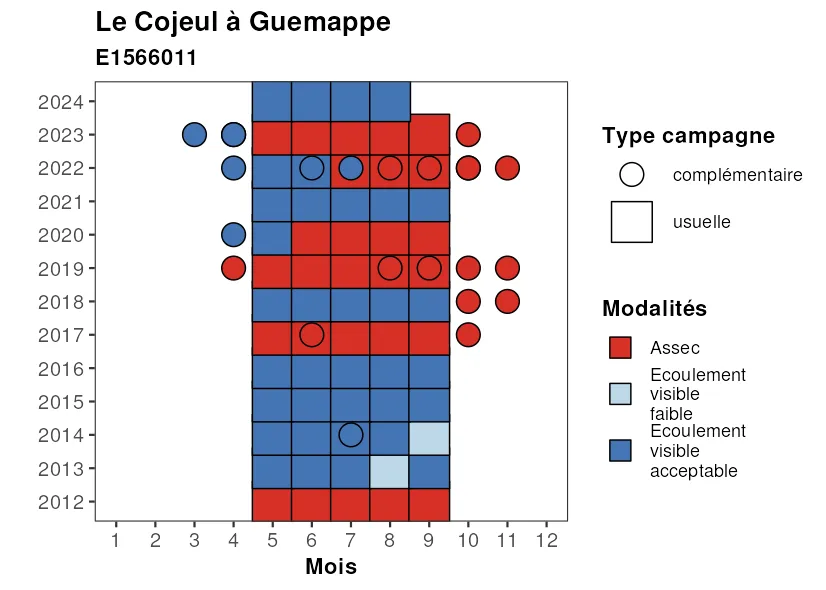 Le Cojeul à Guemappe
E1566011
2024
2023
2022
2021
2020
2019
2018
2017
2016
2015
2014
2013
2012
1 2 3 4 5 6 7 8 9 10 11 12
Mois
Type campagne
complémentaire
usuelle
Modalités
Assec
Ecoulement
visible
faible
Ecoulement
visible
acceptable